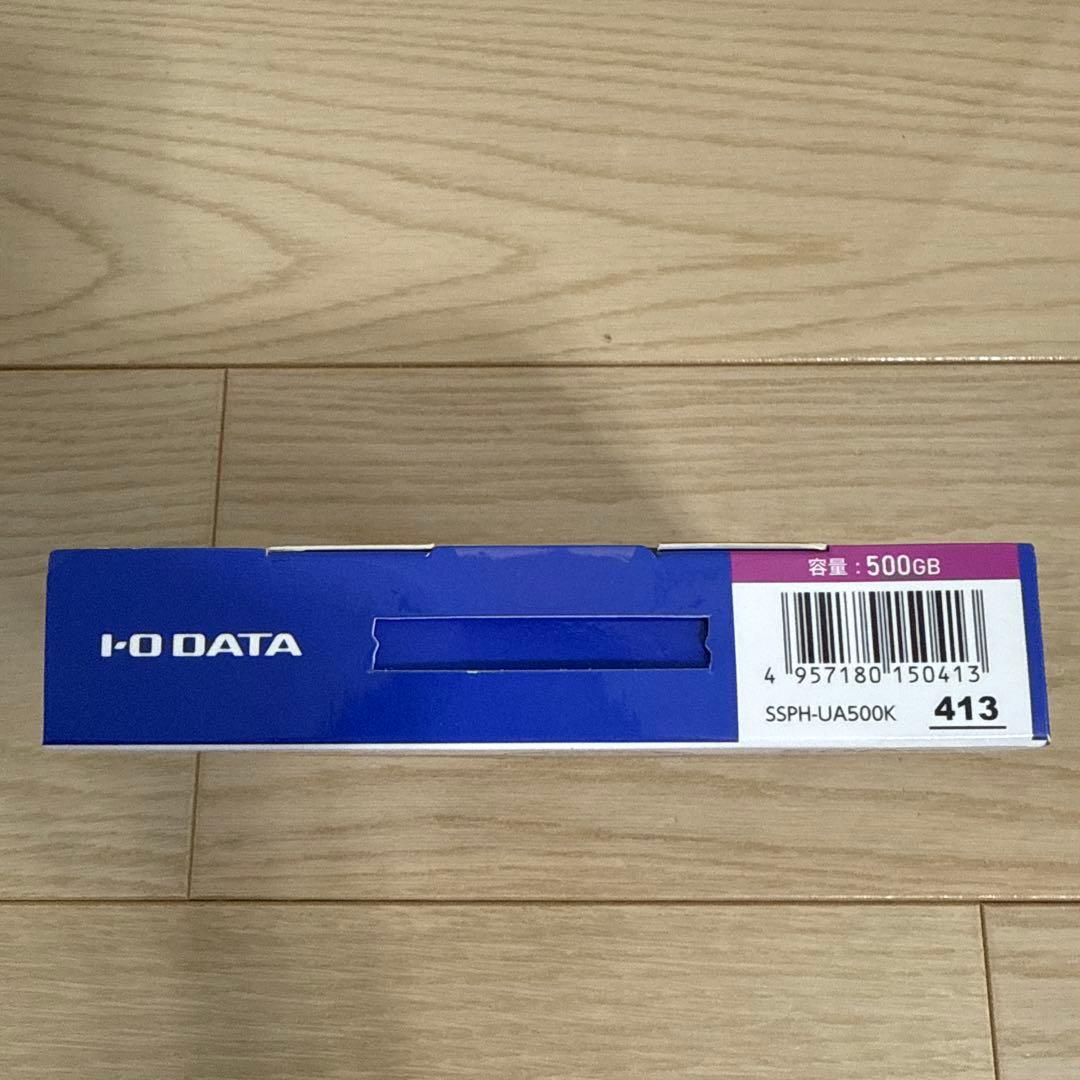 I-O DATA
容量：500GB
4 957180 150413
SSPH-UA500K 413